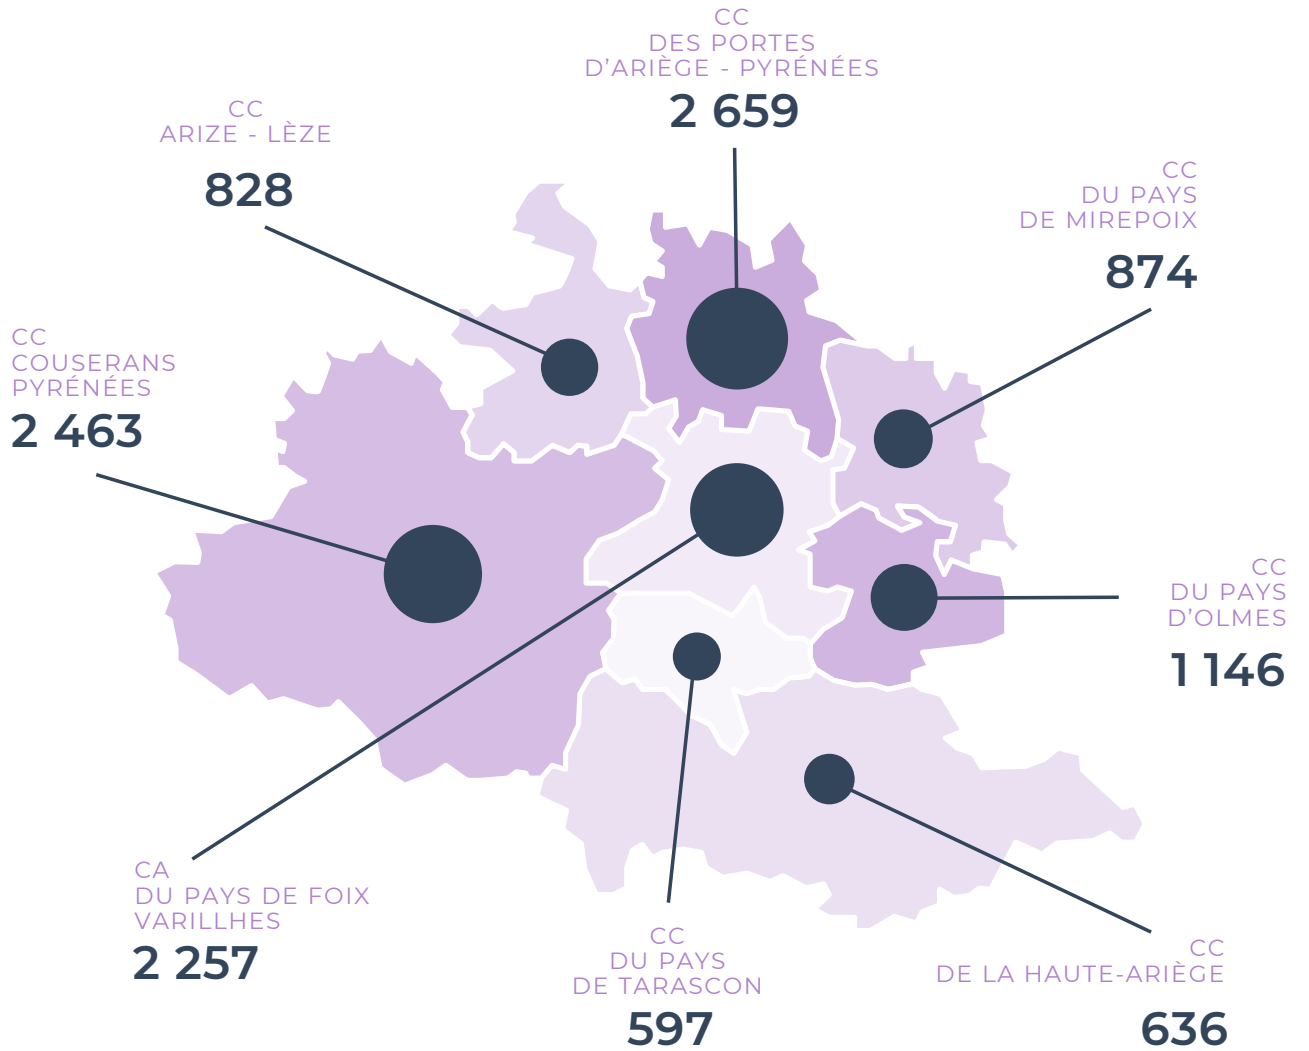 CC
DES PORTES
D’ARIÈGE - PYRÉNÉES
2 659
CC
ARIZE - LÈZE
828
CC
DU PAYS
DE MIREPOIX
874
CC
COUSERANS
PYRÉNÉES
2 463
CC
DU PAYS
D’OLMES
1 146
CA
DU PAYS DE FOIX
VARILLHES
2 257
CC
DU PAYS
DE TARASCON
597
CC
DE LA HAUTE-ARIÈGE
636